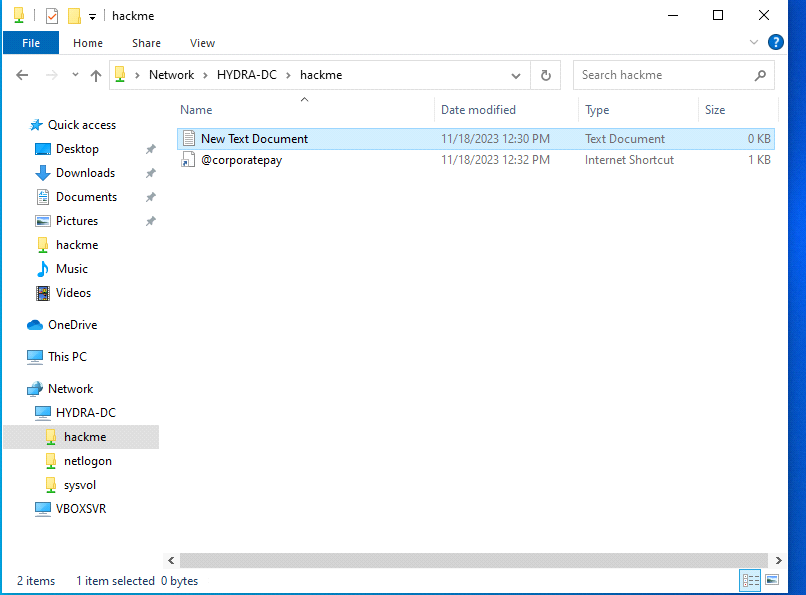 hackme
File Home Share View
Network HYDRA-DC hackme
Search hackme
Name Date modified Type Size
Quick access
Desktop
Downloads
Documents
Pictures
hackme
Music
Videos
OneDrive
This PC
Network
HYDRA-DC
hackme
netlogon
sysvol
VBOXSVR
New Text Document 11/18/2023 12:30 PM Text Document 0 KB
@corporatepay 11/18/2023 12:32 PM Internet Shortcut 1 KB
2 items 1 item selected 0 bytes